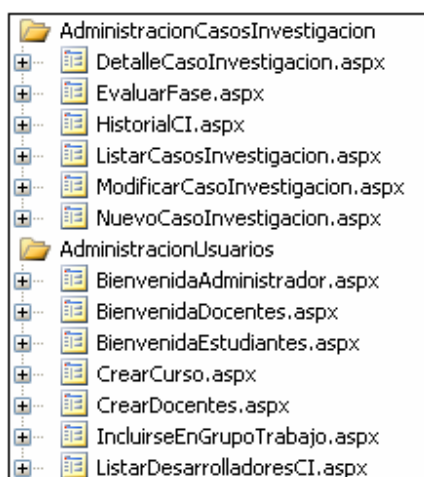 AdministracionCasosInvestigacion
DetalleCasoInvestigacion.aspx
EvaluarFase.aspx
HistorialCI.aspx
ListarCasosInvestigacion.aspx
ModificarCasoInvestigacion.aspx
NuevoCasoInvestigacion.aspx
AdministracionUsuarios
BienvenidaAdministrador.aspx
BienvenidaDocentes.aspx
BienvenidaEstudiantes.aspx
CrearCurso.aspx
CrearDocentes.aspx
IncluirseEnGrupoTrabajo.aspx
ListarDesarrolladoresCI.aspx